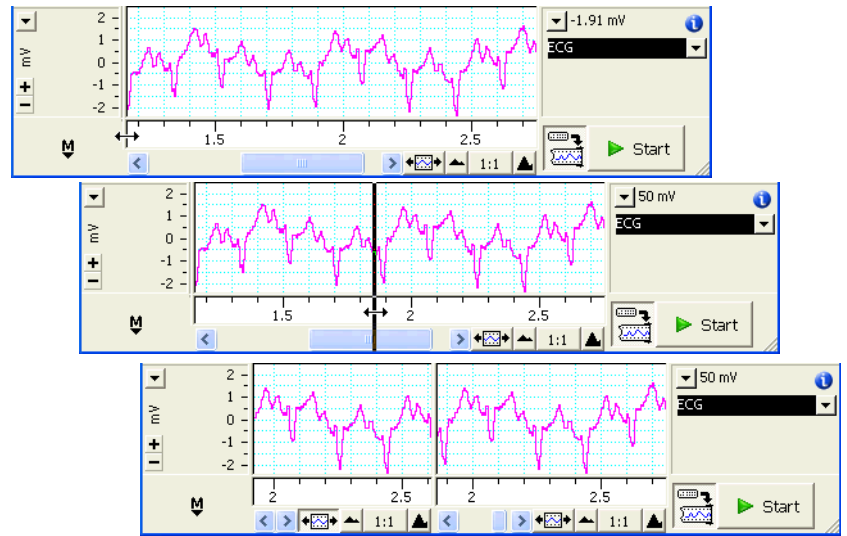 2 -1.91 mV
1 ECG
mV 0
-1
-2
M 1.5 2 2.5 Start
1:1
2 50 mV
1 ECG
mV 0
-1
-2
M 1.5 2 2.5 Start
1:1
2 50 mV
1 ECG
mV 0
-1
-2
M 2 2.5 2 2.5 Start
1:1 1:1